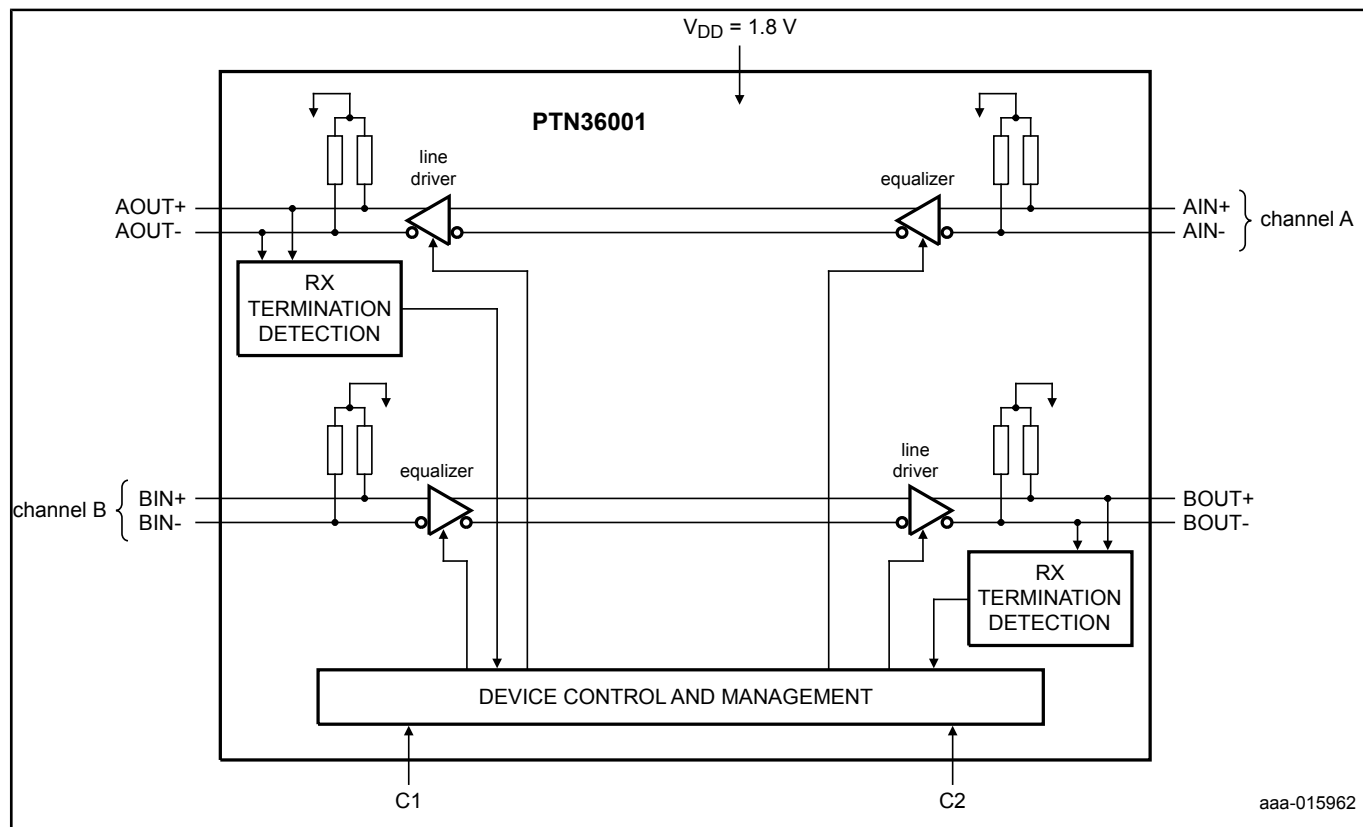 VDD = 1.8 V
PTN36001
line
driver
equalizer
AOUT+
AOUT-
AIN+
AIN-
channel A
RX
TERMINATION
DETECTION
equalizer
line
driver
channel B
BIN+
BIN-
BOUT+
BOUT-
RX
TERMINATION
DETECTION
DEVICE CONTROL AND MANAGEMENT
C1
C2
aaa-015962